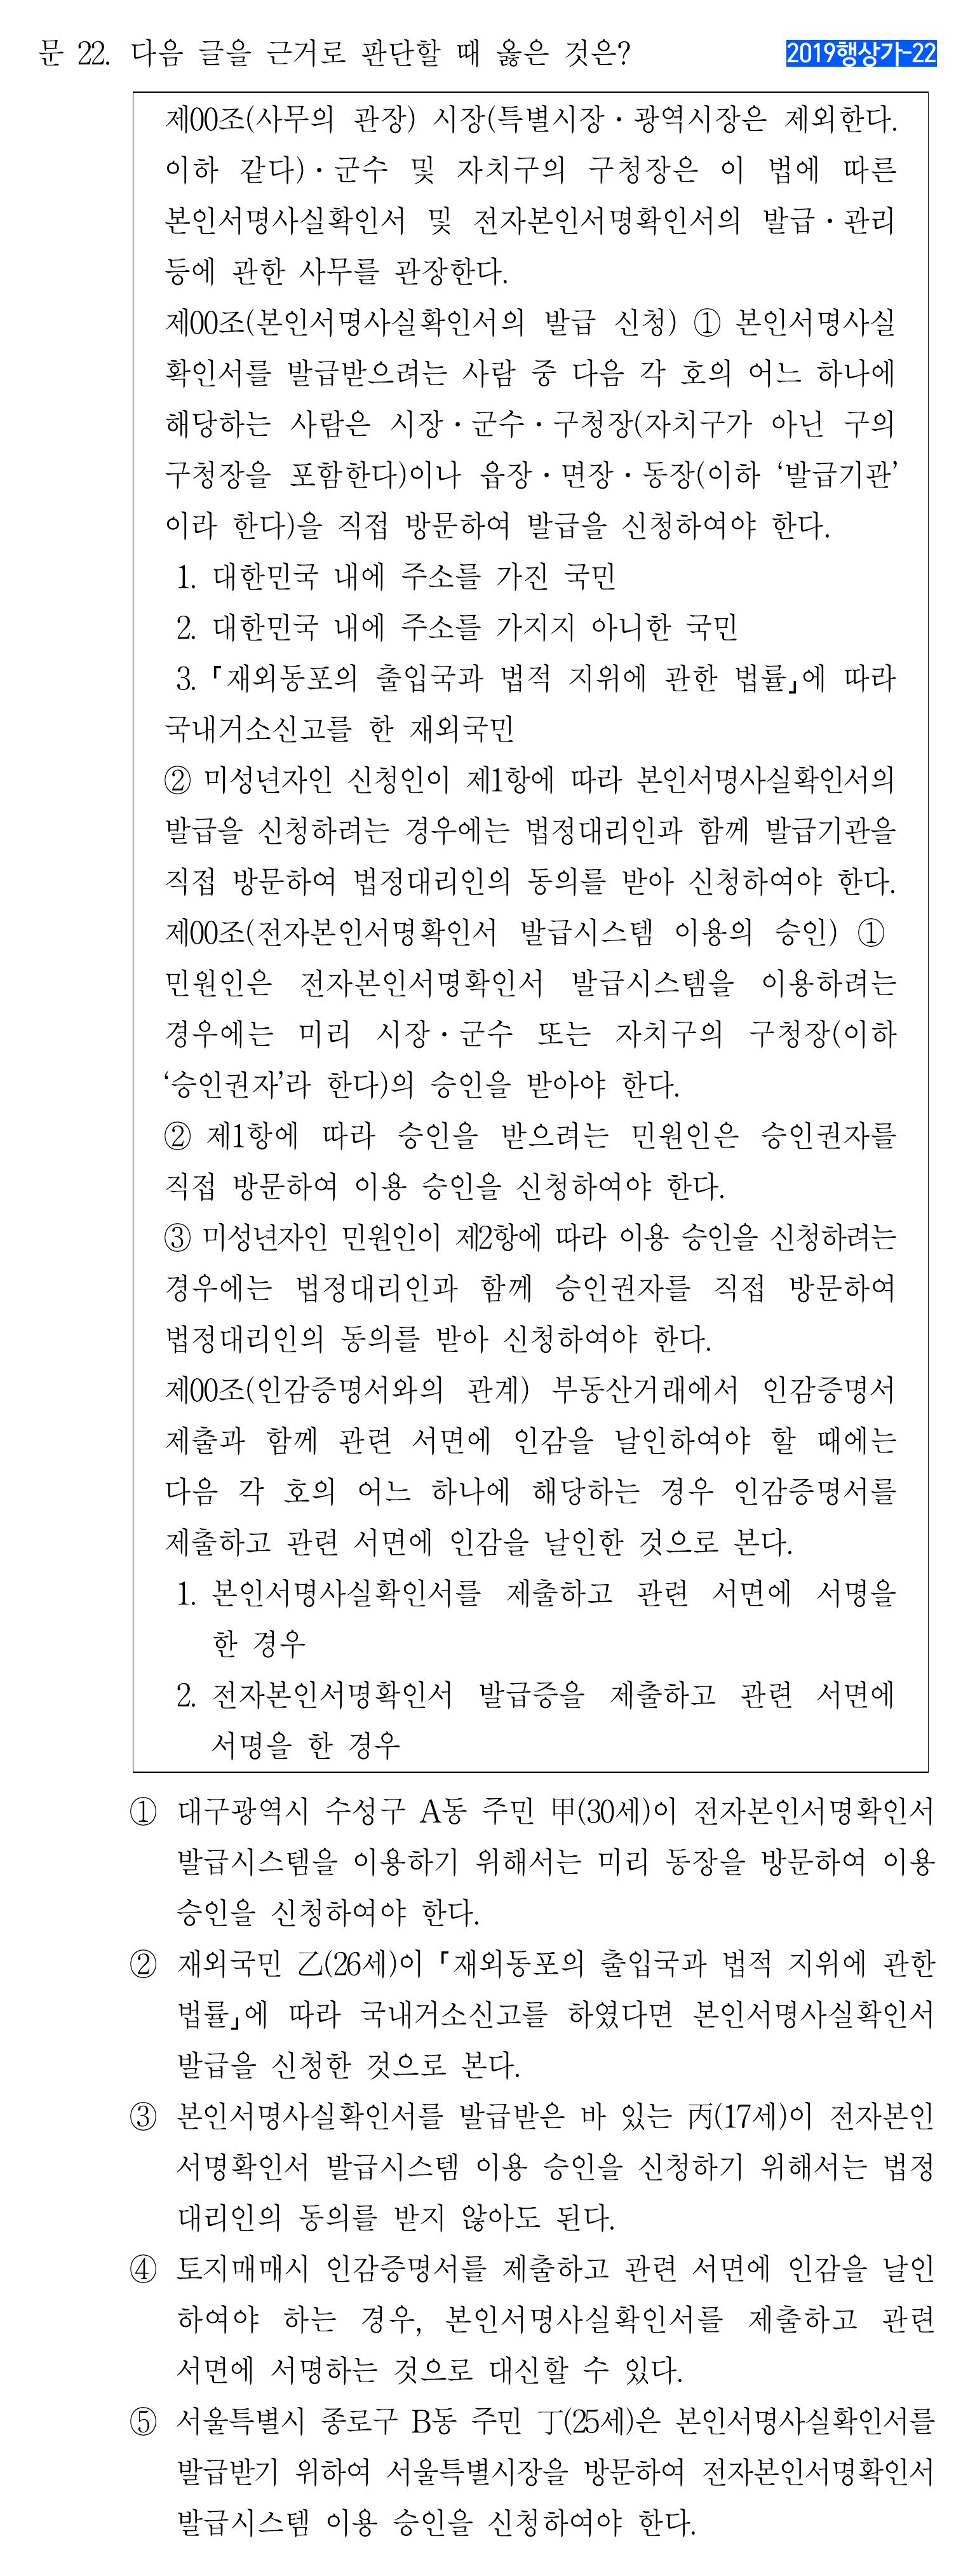 문 22. 다음 글을 근거로 판단할 때 옳은 것은?
2019행상가-22
제00조(사무의 관장) 시장(특별시장·광역시장은 제외한다.
이하 같다)·군수 및 자치구의 구청장은 이 법에 따른
본인서명사실확인서 및 전자본인서명확인서의 발급·관리
등에 관한 사무를 관장한다.
제00조(본인서명사실확인서의 발급 신청) ① 본인서명사실
확인서를 발급받으려는 사람 중 다음 각 호의 어느 하나에
해당하는 사람은 시장·군수·구청장(자치구가 아닌 구의
구청장을 포함한다)이나 읍장·면장·동장(이하 ‘발급기관’
이라 한다)을 직접 방문하여 발급을 신청하여야 한다.
1. 대한민국 내에 주소를 가진 국민
2. 대한민국 내에 주소를 가지지 아니한 국민
3. 「재외동포의 출입국과 법적 지위에 관한 법률」에 따라
국내거소신고를 한 재외국민
② 미성년자인 신청인이 제1항에 따라 본인서명사실확인서의
발급을 신청하려는 경우에는 법정대리인과 함께 발급기관을
직접 방문하여 법정대리인의 동의를 받아 신청하여야 한다.
제00조(전자본인서명확인서 발급시스템 이용의 승인) ①
민원인은 전자본인서명확인서 발급시스템을 이용하려는
경우에는 미리 시장·군수 또는 자치구의 구청장(이하
‘승인권자’라 한다)의 승인을 받아야 한다.
② 제1항에 따라 승인을 받으려는 민원인은 승인권자를
직접 방문하여 이용 승인을 신청하여야 한다.
③ 미성년자인 민원인이 제2항에 따라 이용 승인을 신청하려는
경우에는 법정대리인과 함께 승인권자를 직접 방문하여
법정대리인의 동의를 받아 신청하여야 한다.
제00조(인감증명서와의 관계) 부동산거래에서 인감증명서
제출과 함께 관련 서면에 인감을 날인하여야 할 때에는
다음 각 호의 어느 하나에 해당하는 경우 인감증명서를
제출하고 관련 서면에 인감을 날인한 것으로 본다.
1. 본인서명사실확인서를 제출하고 관련 서면에 서명을
한 경우
2. 전자본인서명확인서 발급증을 제출하고 관련 서면에
서명을 한 경우
① 대구광역시 수성구 A동 주민 甲(30세)이 전자본인서명확인서
발급시스템을 이용하기 위해서는 미리 동장을 방문하여 이용
승인을 신청하여야 한다.
② 재외국민 乙(26세)이 「재외동포의 출입국과 법적 지위에 관한
법률」에 따라 국내거소신고를 하였다면 본인서명사실확인서
발급을 신청한 것으로 본다.
③ 본인서명사실확인서를 발급받은 바 있는 丙(17세)이 전자본인
서명확인서 발급시스템 이용 승인을 신청하기 위해서는 법정
대리인의 동의를 받지 않아도 된다.
④ 토지매매시 인감증명서를 제출하고 관련 서면에 인감을 날인
하여야 하는 경우, 본인서명사실확인서를 제출하고 관련
서면에 서명하는 것으로 대신할 수 있다.
⑤ 서울특별시 종로구 B동 주민 丁(25세)은 본인서명사실확인서를
발급받기 위하여 서울특별시장을 방문하여 전자본인서명확인서
발급시스템 이용 승인을 신청하여야 한다.